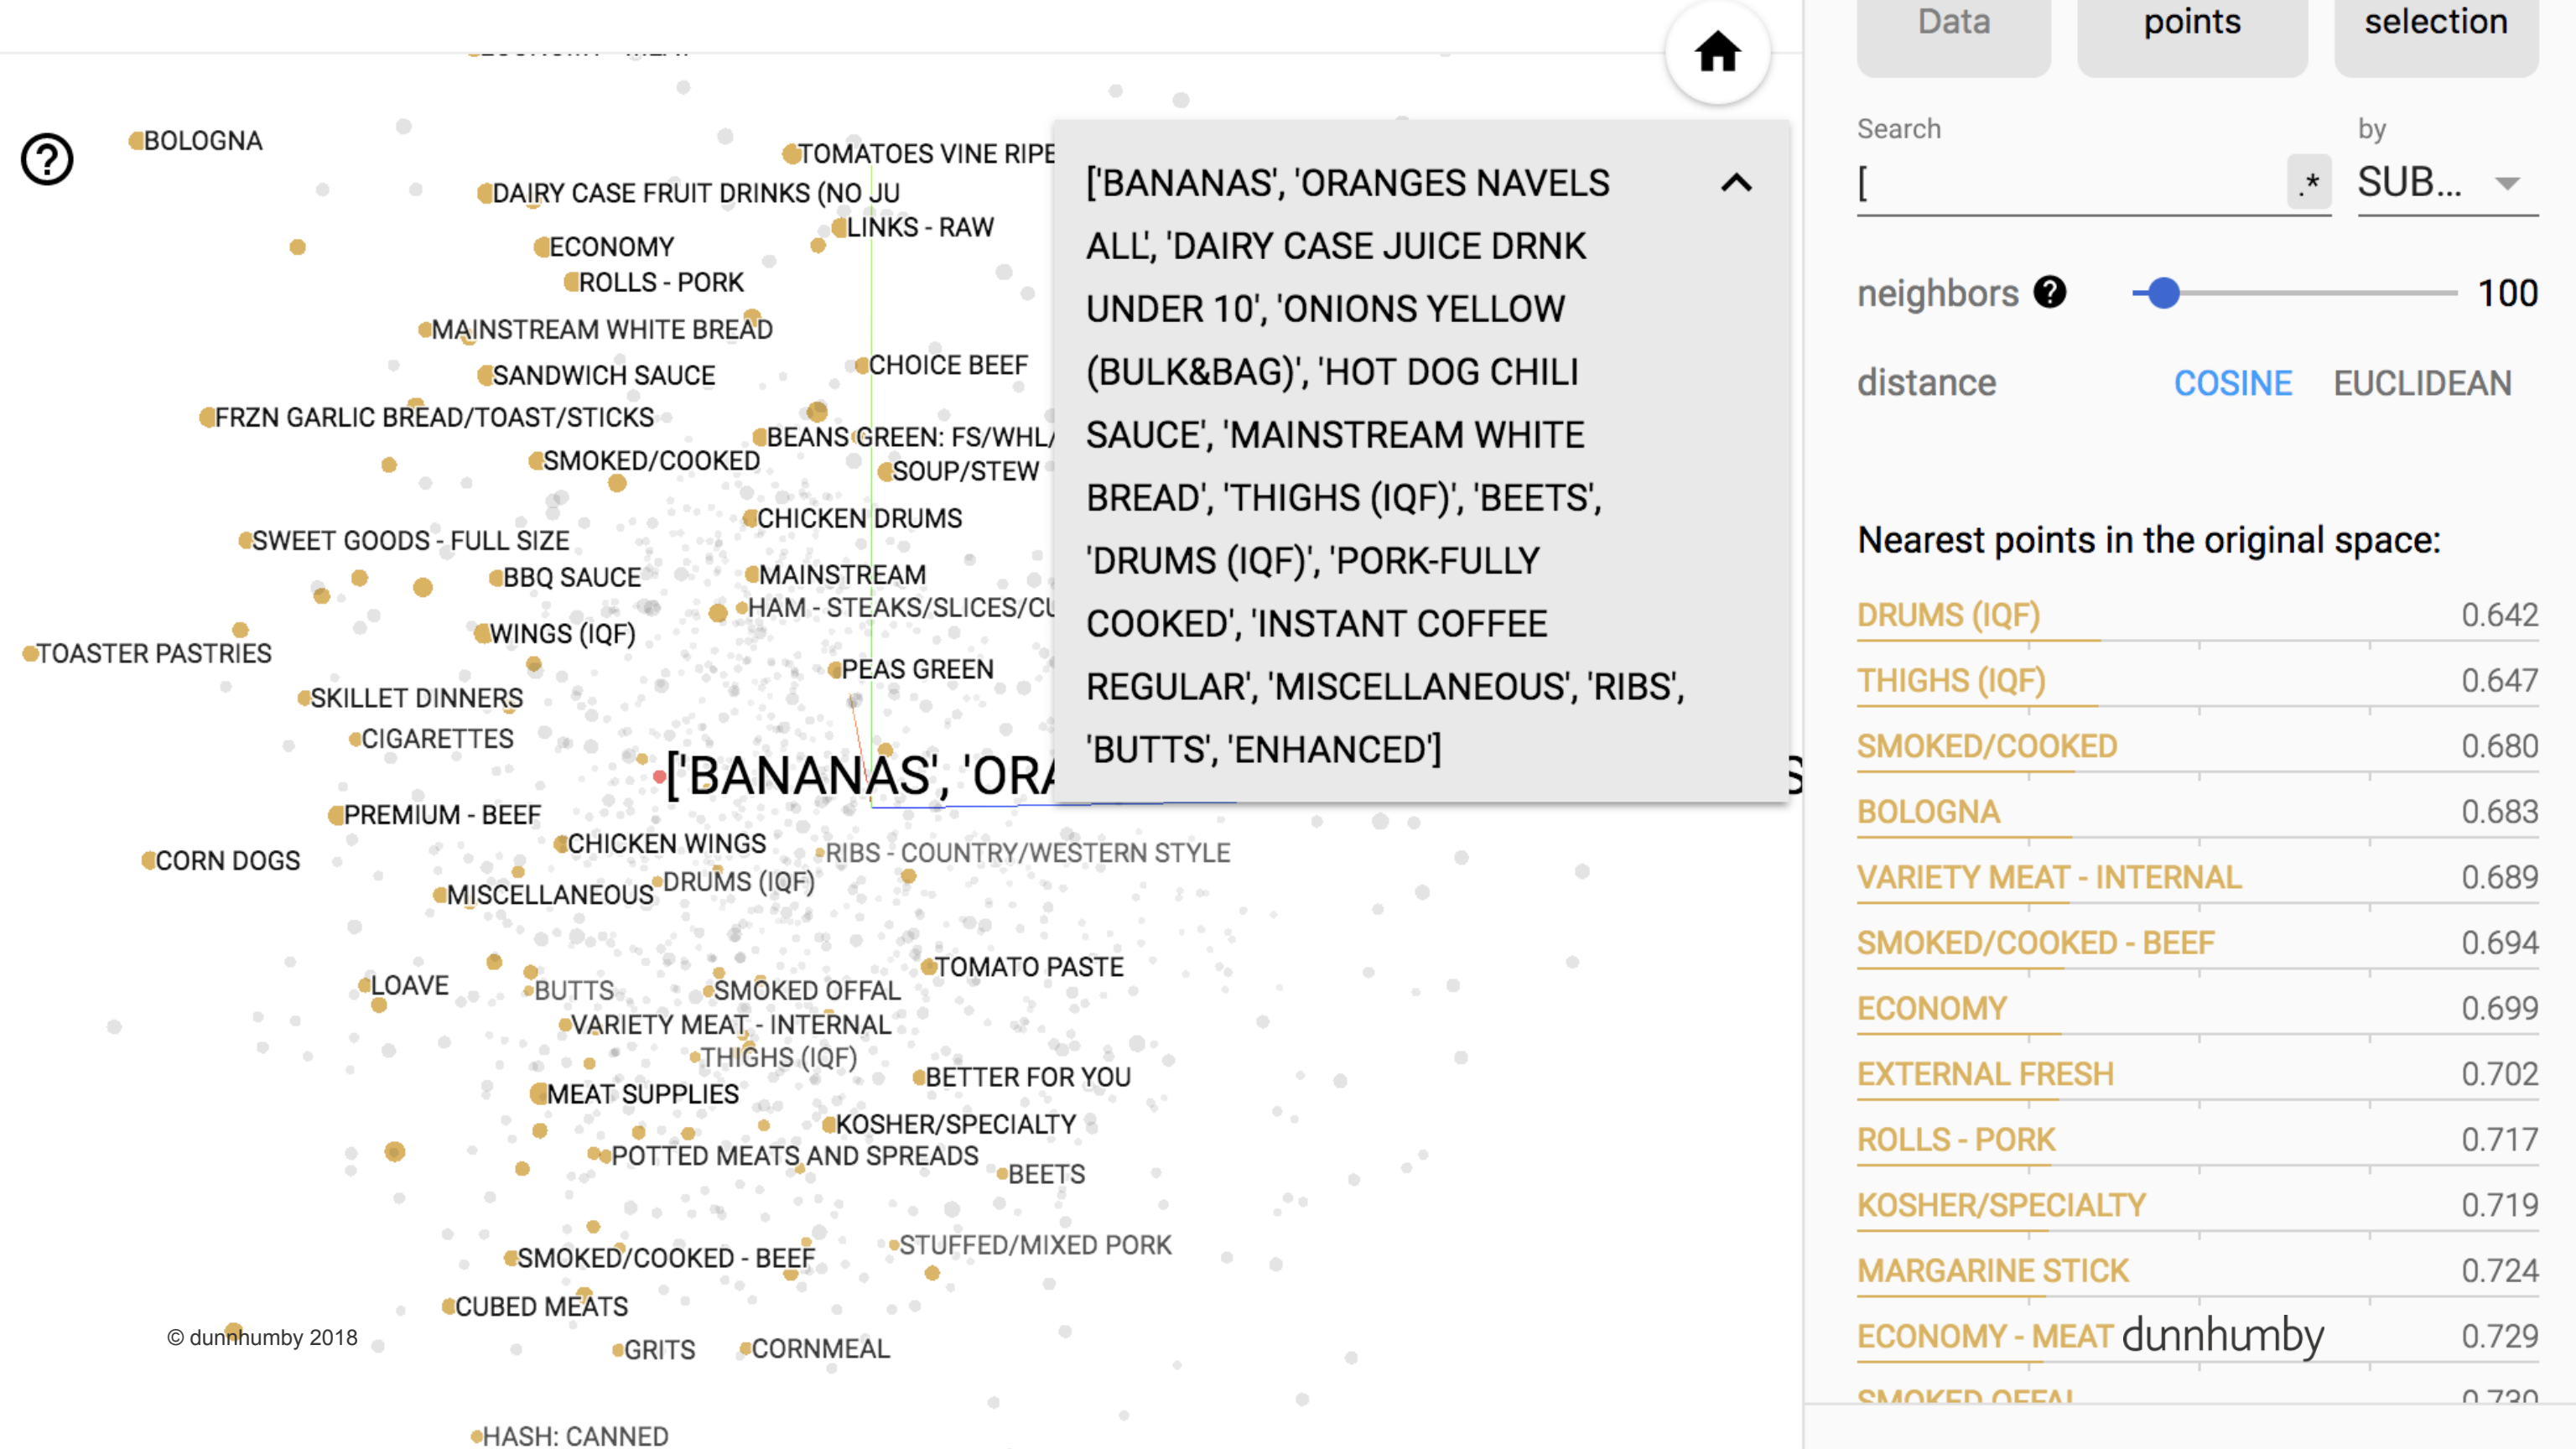 Data
points
selection
BOLOGNA
TOMATOES VINE RIPE
DAIRY CASE FRUIT DRINKS (NO JU
LINKS - RAW
ECONOMY
ROLLS - PORK
MAINSTREAM WHITE BREAD
CHOICE BEEF
SANDWICH SAUCE
FRZN GARLIC BREAD/TOAST/STICKS
BEANS GREEN: FS/WHL/
SMOKED/COOKED
SOUP/STEW
CHICKEN DRUMS
SWEET GOODS - FULL SIZE
BBQ SAUCE
MAINSTREAM
HAM - STEAKS/SLICES/CU
WINGS (IQF)
TOASTER PASTRIES
PEAS GREEN
SKILLET DINNERS
CIGARETTES
['BANANAS', 'ORA
S
PREMIUM - BEEF
CHICKEN WINGS
RIBS - COUNTRY/WESTERN STYLE
CORN DOGS
DRUMS (IQF)
MISCELLANEOUS
TOMATO PASTE
LOAVE
BUTTS
SMOKED OFFAL
VARIETY MEAT - INTERNAL
THIGHS (IQF)
BETTER FOR YOU
MEAT SUPPLIES
KOSHER/SPECIALTY
POTTED MEATS AND SPREADS
BEETS
STUFFED/MIXED PORK
SMOKED/COOKED - BEEF
CUBED MEATS
© dunnhumby 2018
GRITS
CORNMEAL
HASH: CANNED
['BANANAS', 'ORANGES NAVELS
ALL', 'DAIRY CASE JUICE DRNK
UNDER 10', 'ONIONS YELLOW
(BULK&BAG)', 'HOT DOG CHILI
SAUCE', 'MAINSTREAM WHITE
BREAD', 'THIGHS (IQF)', 'BEETS',
'DRUMS (IQF)', 'PORK-FULLY
COOKED', 'INSTANT COFFEE
REGULAR', 'MISCELLANEOUS', 'RIBS',
'BUTTS', 'ENHANCED']
Search
by
[
.*
SUB...
neighbors ?
100
distance
COSINE
EUCLIDEAN
Nearest points in the original space:
DRUMS (IQF) 0.642
THIGHS (IQF) 0.647
SMOKED/COOKED 0.680
BOLOGNA 0.683
VARIETY MEAT - INTERNAL 0.689
SMOKED/COOKED - BEEF 0.694
ECONOMY 0.699
EXTERNAL FRESH 0.702
ROLLS - PORK 0.717
KOSHER/SPECIALTY 0.719
MARGARINE STICK 0.724
ECONOMY - MEAT 0.729
dunnhumby
SMOKED OFFAL 0.730